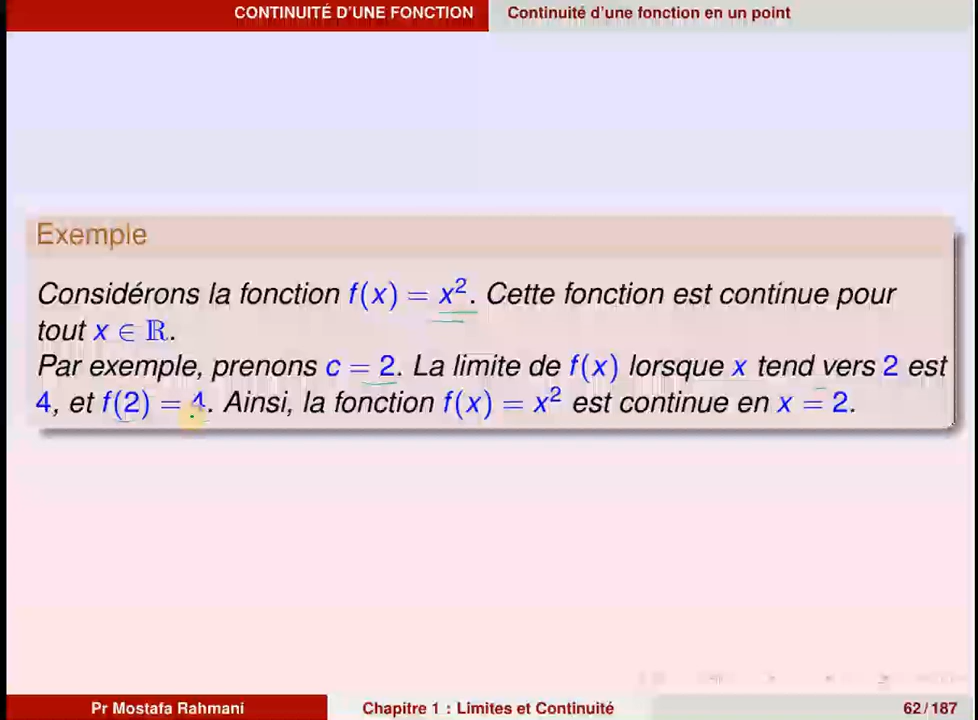 CONTINUITÉ D'UNE FONCTION Continuité d'une fonction en un point
Exemple
Considérons la fonction f(x) = x². Cette fonction est continue pour
tout x ∈ ℝ.
Par exemple, prenons c = 2. La limite de f(x) lorsque x tend vers 2 est
4, et f(2) = 4. Ainsi, la fonction f(x) = x² est continue en x = 2.
Pr Mostafa Rahmani Chapitre 1 : Limites et Continuité 62/187